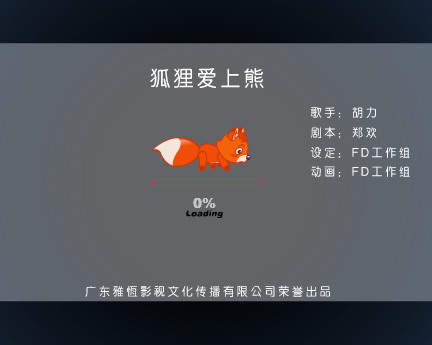 狐狸爱上熊
歌手：胡力
剧本：郑欢
设定：FD工作组
动画：FD工作组
0%
Loading
广东雅恆影视文化传播有限公司荣誉出品